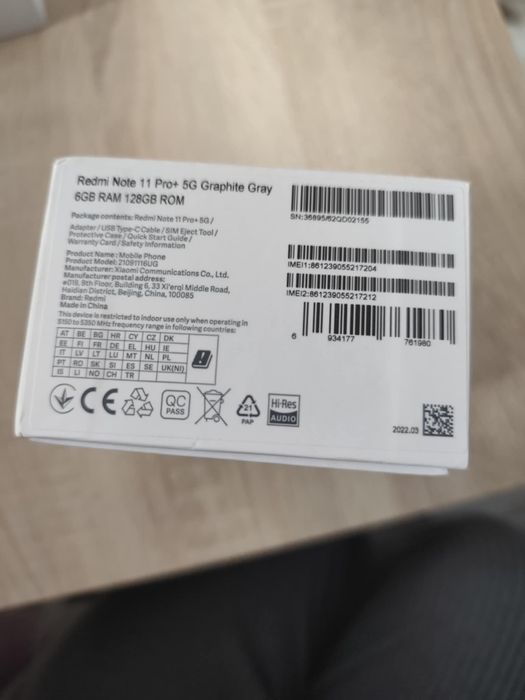 Redmi Note 11 Pro+ 5G Graphite Gray
6GB RAM 128GB ROM
Package contents: Redmi Note 11 Pro+ 5G /
Adapter / USB Type-C Cable / SIM Eject Tool /
Protective Case / Quick Start Guide /
Warranty Card / Safety Information
Product Name: Mobile Phone
Product Model: 21091116UG
Manufacturer: Xiaomi Communications Co., Ltd.
Manufacturer postal address:
#019, 9th Floor, Building 6, 33 Xi'erqi Middle Road,
Haidian District, Beijing, China, 100085
Brand: Redmi
Made in China
This device is restricted to indoor use only when operating in
5150 to 5350 MHz frequency range in following countries:
AT BE BG HR CY CZ DK
EE FI FR DE EL HU IE
IT LV LT LU MT NL PL
PT RO SK SI ES SE UK(NI)
IS LI NO CH TR
CE
QC
PASS
21
PAP
Hi-Res
AUDIO
SN:36895/62QD02155
IMEI1:861239055217204
IMEI2:861239055217212
6 934177 761980
2022.03